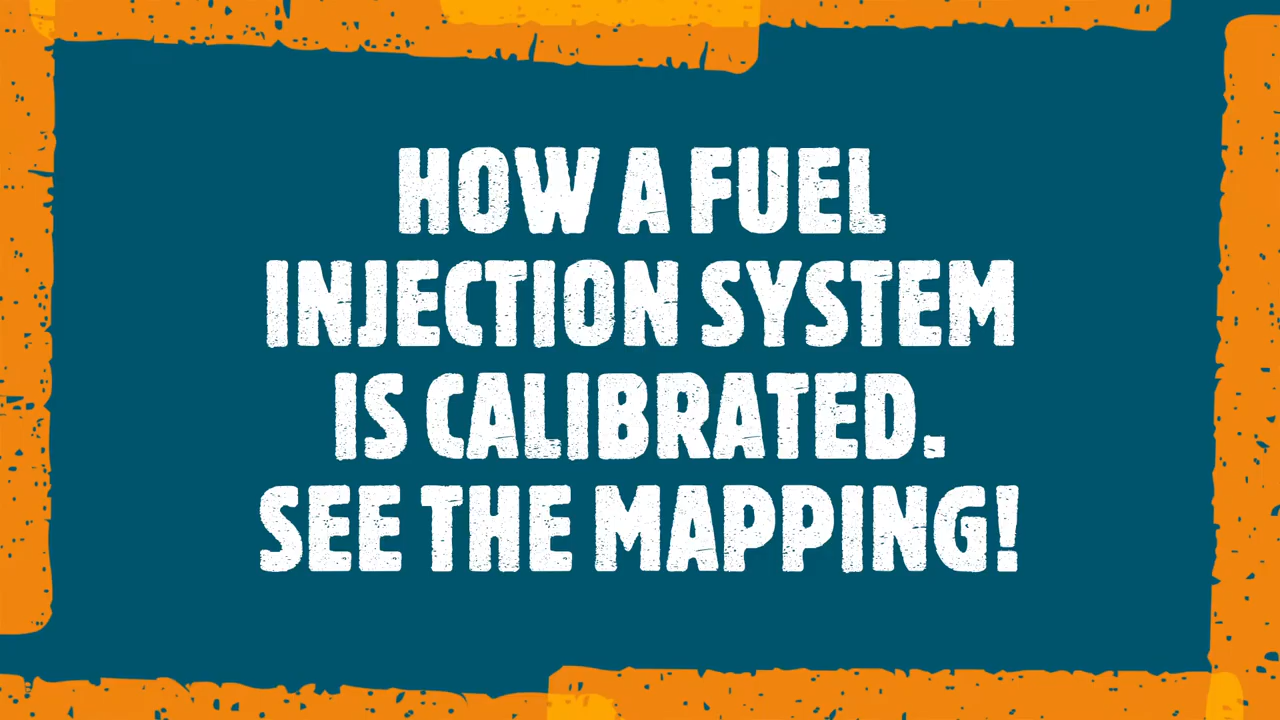 HOW A FUEL
INJECTION SYSTEM
IS CALIBRATED.
SEE THE MAPPING!